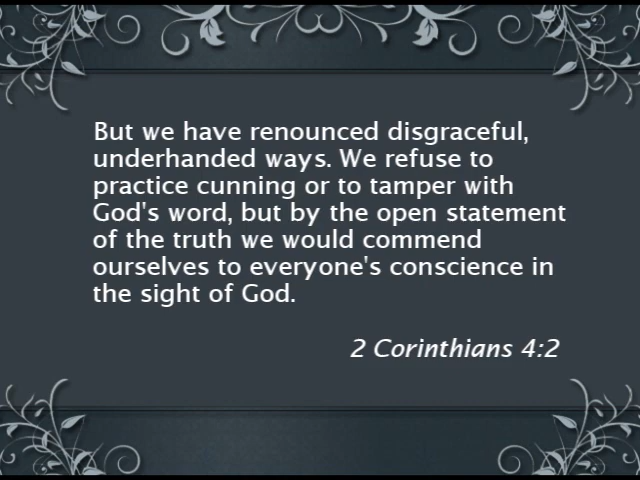 But we have renounced disgraceful,
underhanded ways. We refuse to
practice cunning or to tamper with
God's word, but by the open statement
of the truth we would commend
ourselves to everyone's conscience in
the sight of God.
2 Corinthians 4:2